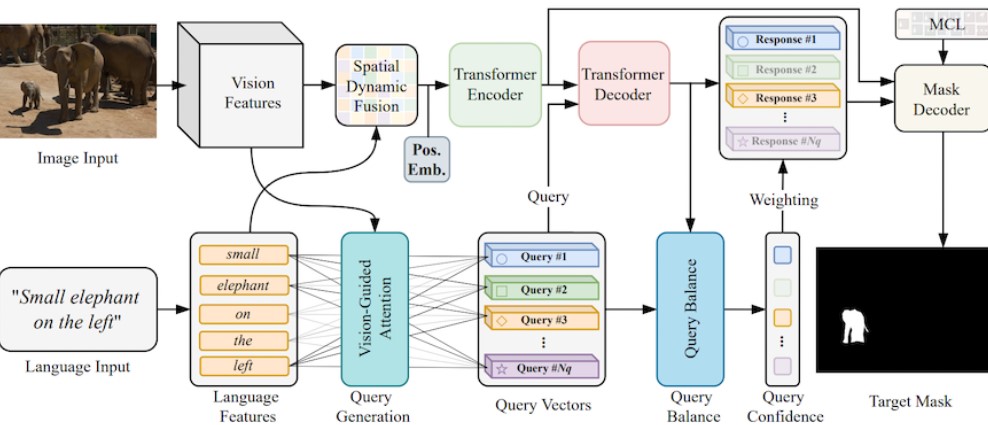 Image Input
Vision
Features
Spatial
Dynamic
Fusion
Pos.
Emb.
Transformer
Encoder
Transformer
Decoder
Response #1
Response #2
Response #3
Response #Nq
MCL
Mask
Decoder
Query
Weighting
"Small elephant
on the left"
Language Input
small
elephant
on
the
left
Language
Features
Vision-Guided
Attention
Query
Generation
Query #1
Query #2
Query #3
Query #Nq
Query Vectors
Query Balance
Query
Balance
Query
Confidence
Target Mask